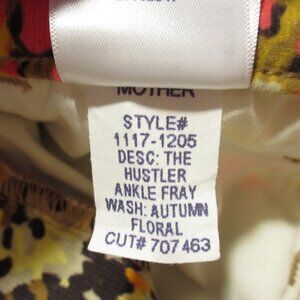 MOTHER
STYLE#
1117-1205
DESC: THE
HUSTLER
ANKLE FRAY
WASH: AUTUMN
FLORAL
CUT# 707463